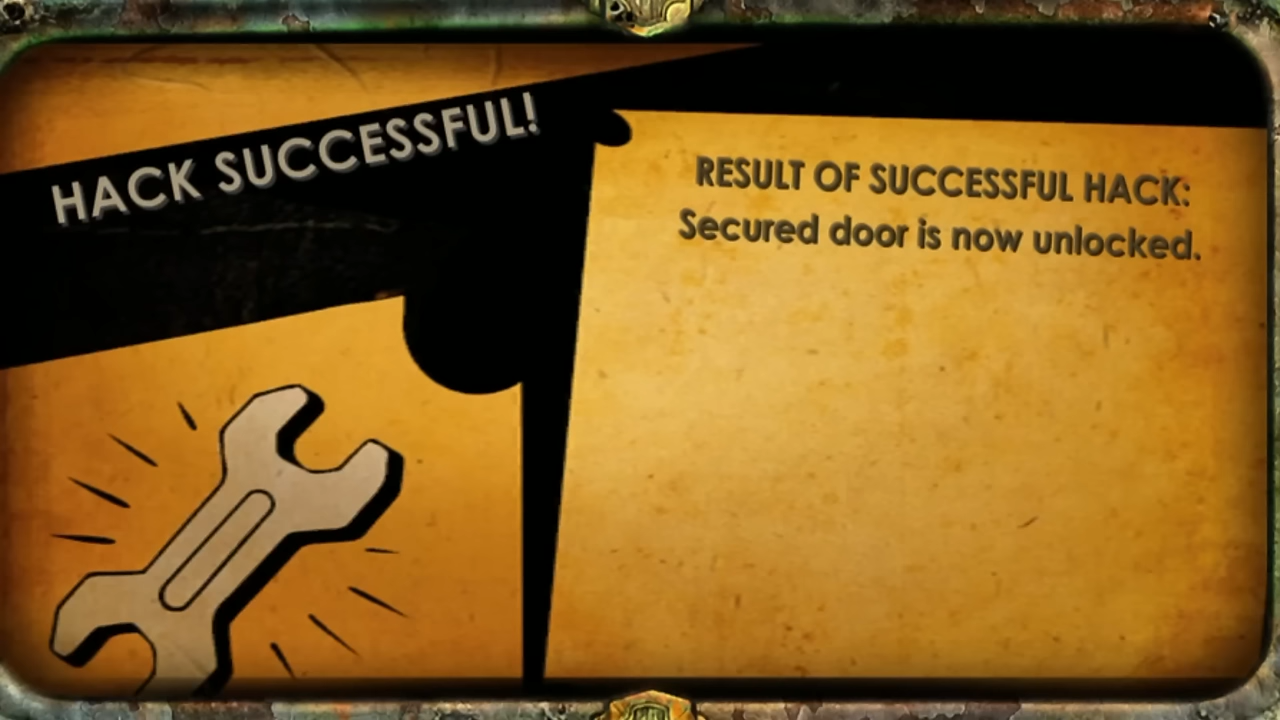 HACK SUCCESSFUL!
RESULT OF SUCCESSFUL HACK:
Secured door is now unlocked.